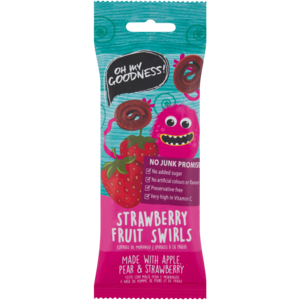 OH MY
GOODNESS!
NO JUNK PROMISE
No added sugar
No artificial colours or flavours
Preservative free
Very high in Vitamin C
STRAWBERRY
FRUIT SWIRLS
MADE WITH APPLE,
PEAR & STRAWBERRY